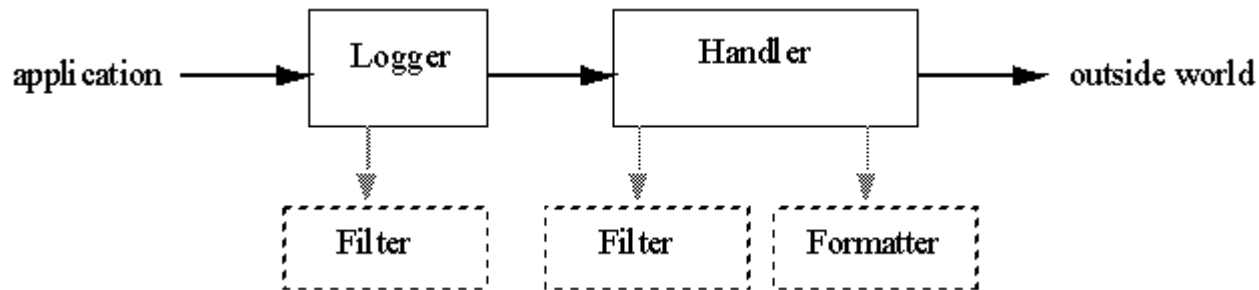 application
Logger
Handler
outside world
Filter
Filter
Formatter